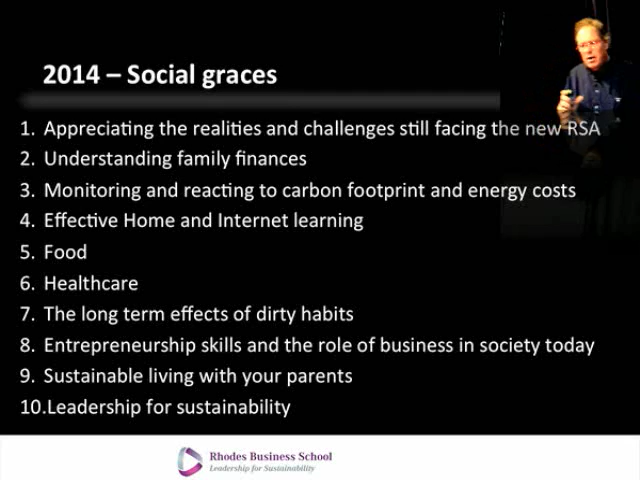 2014 – Social graces
1. Appreciating the realities and challenges still facing the new RSA
2. Understanding family finances
3. Monitoring and reacting to carbon footprint and energy costs
4. Effective Home and Internet learning
5. Food
6. Healthcare
7. The long term effects of dirty habits
8. Entrepreneurship skills and the role of business in society today
9. Sustainable living with your parents
10.Leadership for sustainability
Rhodes Business School
Leadership for Sustainability